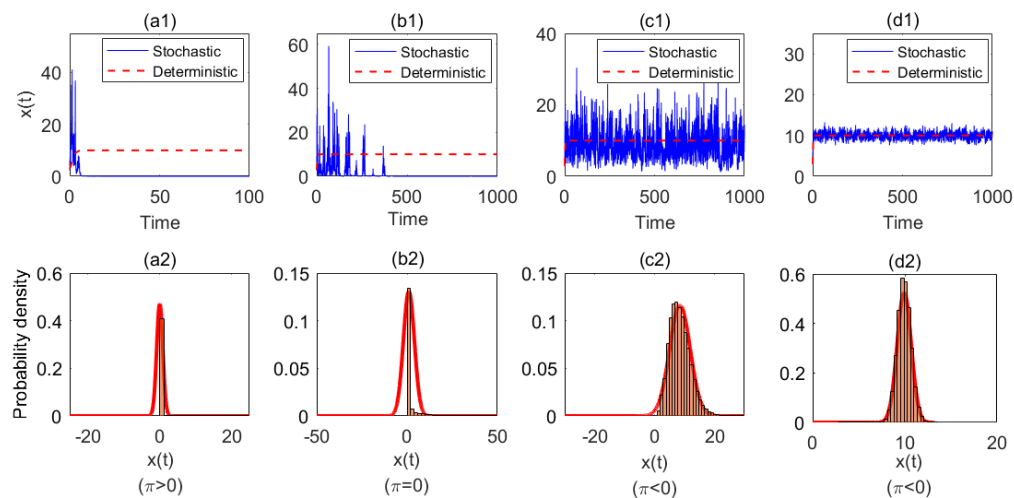 (a1)
Stochastic
Deterministic
x(t)
40
20
0
0
50
100
Time
(b1)
Stochastic
Deterministic
60
40
20
0
0
500
1000
Time
(c1)
Stochastic
Deterministic
40
20
0
0
500
1000
Time
(d1)
Stochastic
Deterministic
30
20
10
0
0
500
1000
Time
(a2)
Probability density
0.6
0.4
0.2
0
-20
0
20
x(t)
(π>0)
(b2)
0.15
0.1
0.05
0
-50
0
50
x(t)
(π=0)
(c2)
0.15
0.1
0.05
0
-20
0
20
x(t)
(π<0)
(d2)
0.6
0.4
0.2
0
0
10
20
x(t)
(π<0)